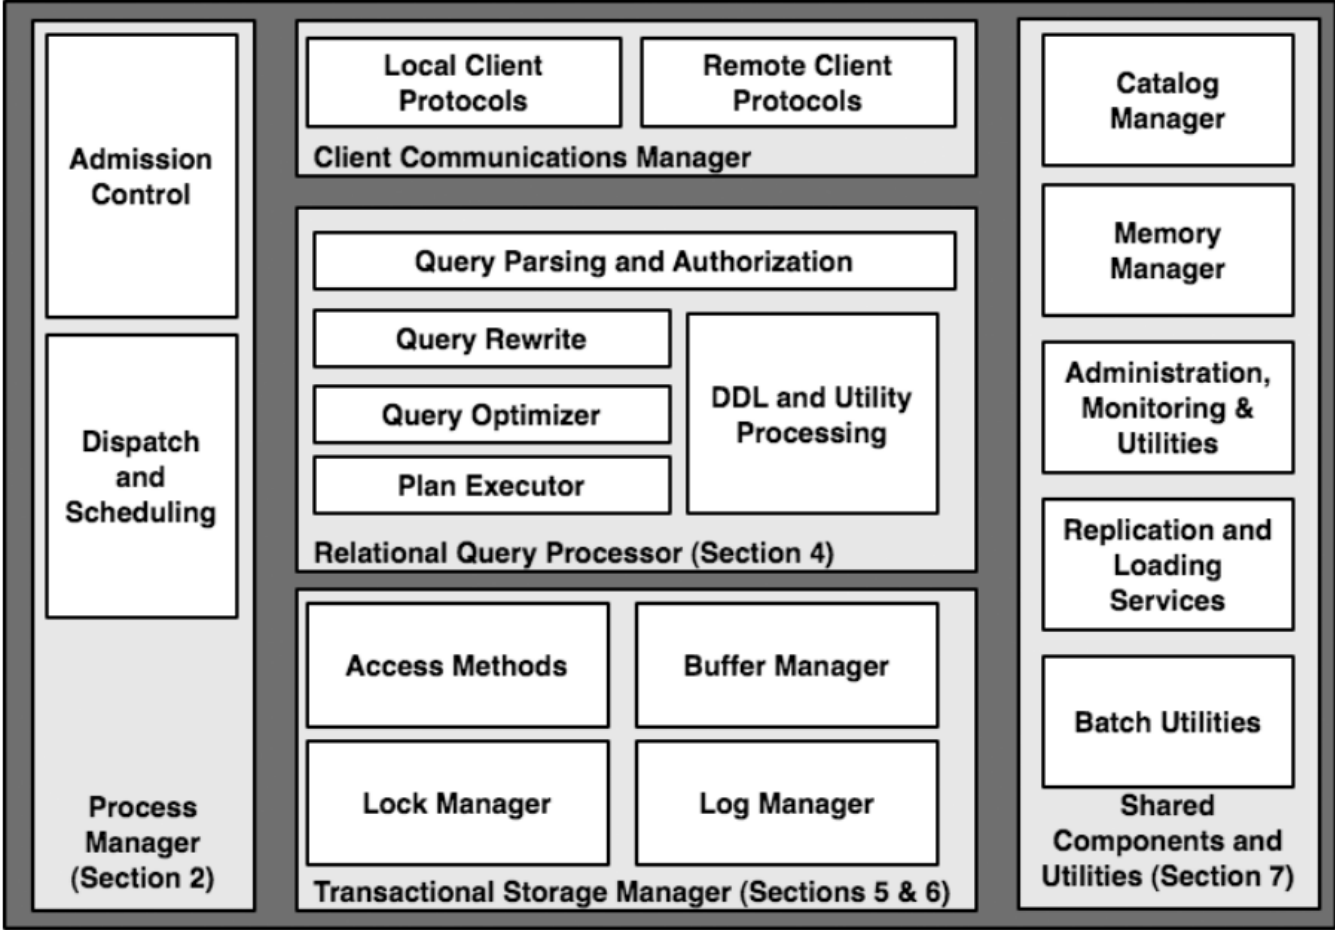 Admission
Control
Dispatch
and
Scheduling
Process
Manager
(Section 2)
Local Client
Protocols
Remote Client
Protocols
Client Communications Manager
Query Parsing and Authorization
Query Rewrite
Query Optimizer
Plan Executor
DDL and Utility
Processing
Relational Query Processor (Section 4)
Access Methods
Buffer Manager
Lock Manager
Log Manager
Transactional Storage Manager (Sections 5 & 6)
Catalog
Manager
Memory
Manager
Administration,
Monitoring &
Utilities
Replication and
Loading
Services
Batch Utilities
Shared
Components and
Utilities (Section 7)